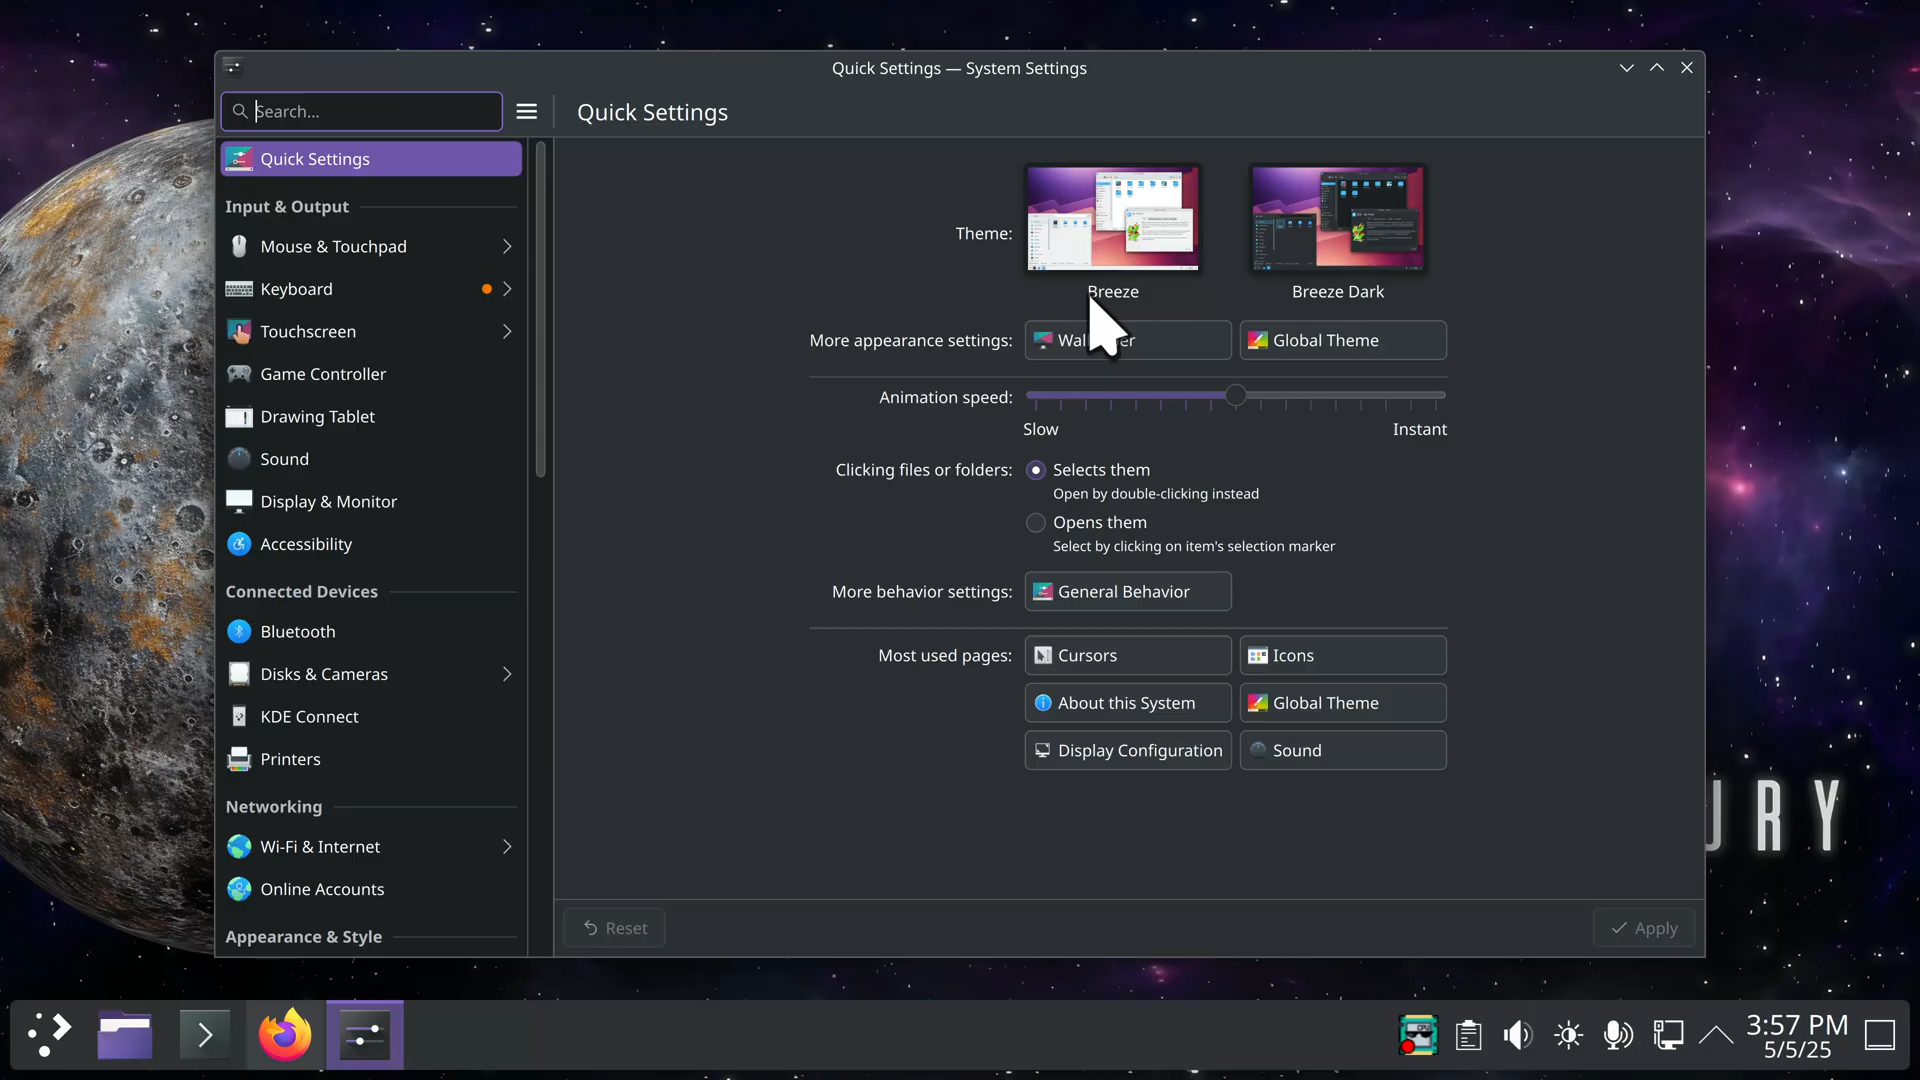 Quick Settings — System Settings
Search...
Quick Settings
Quick Settings
Input & Output
Mouse & Touchpad
Keyboard
Touchscreen
Game Controller
Drawing Tablet
Sound
Display & Monitor
Accessibility
Connected Devices
Bluetooth
Disks & Cameras
KDE Connect
Printers
Networking
Wi-Fi & Internet
Online Accounts
Appearance & Style
Theme:
Breeze
Breeze Dark
More appearance settings:
Global Theme
Animation speed:
Slow
Instant
Clicking files or folders:
Selects them
Open by double-clicking instead
Opens them
Select by clicking on item's selection marker
More behavior settings:
General Behavior
Most used pages:
Cursors
Icons
About this System
Global Theme
Display Configuration
Sound
Reset
Apply
URY
3:57 PM
5/5/25